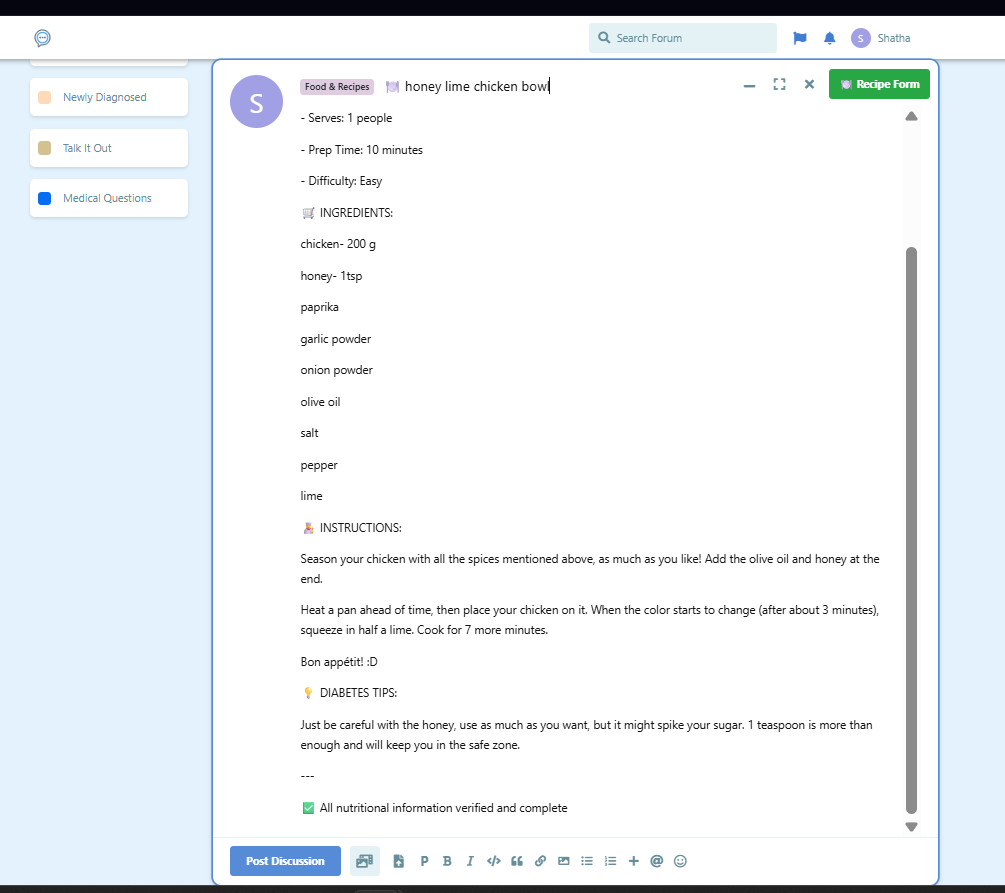 Search Forum
S
Shatha
Newly Diagnosed
Talk It Out
Medical Questions
S
Food & Recipes
🍽️ honey lime chicken bowl
🍽️ Recipe Form
- Serves: 1 people
- Prep Time: 10 minutes
- Difficulty: Easy
🛒 INGREDIENTS:
chicken- 200 g
honey- 1tsp
paprika
garlic powder
onion powder
olive oil
salt
pepper
lime
👩‍🍳 INSTRUCTIONS:
Season your chicken with all the spices mentioned above, as much as you like! Add the olive oil and honey at the
end.
Heat a pan ahead of time, then place your chicken on it. When the color starts to change (after about 3 minutes),
squeeze in half a lime. Cook for 7 more minutes.
Bon appétit! :D
💡 DIABETES TIPS:
Just be careful with the honey, use as much as you want, but it might spike your sugar. 1 teaspoon is more than
enough and will keep you in the safe zone.
---
✅ All nutritional information verified and complete
Post Discussion